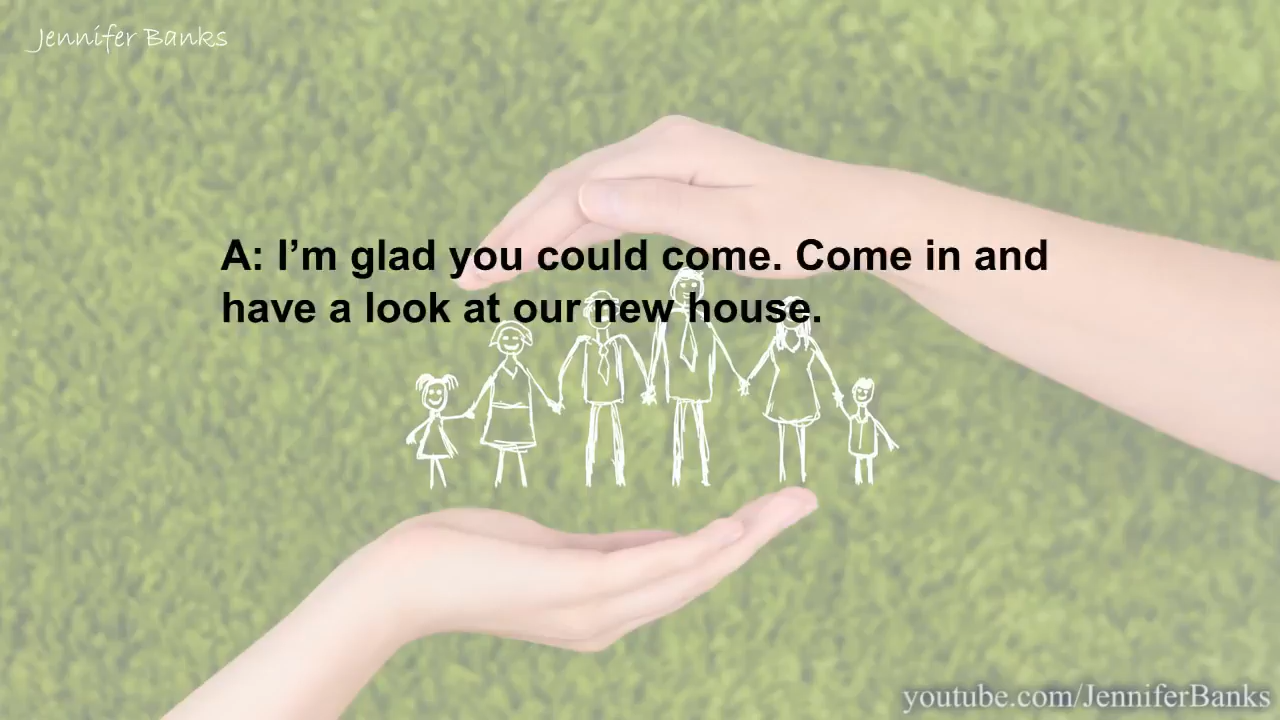 Jennifer Banks
A: I’m glad you could come. Come in and
have a look at our new house.
youtube.com/JenniferBanks